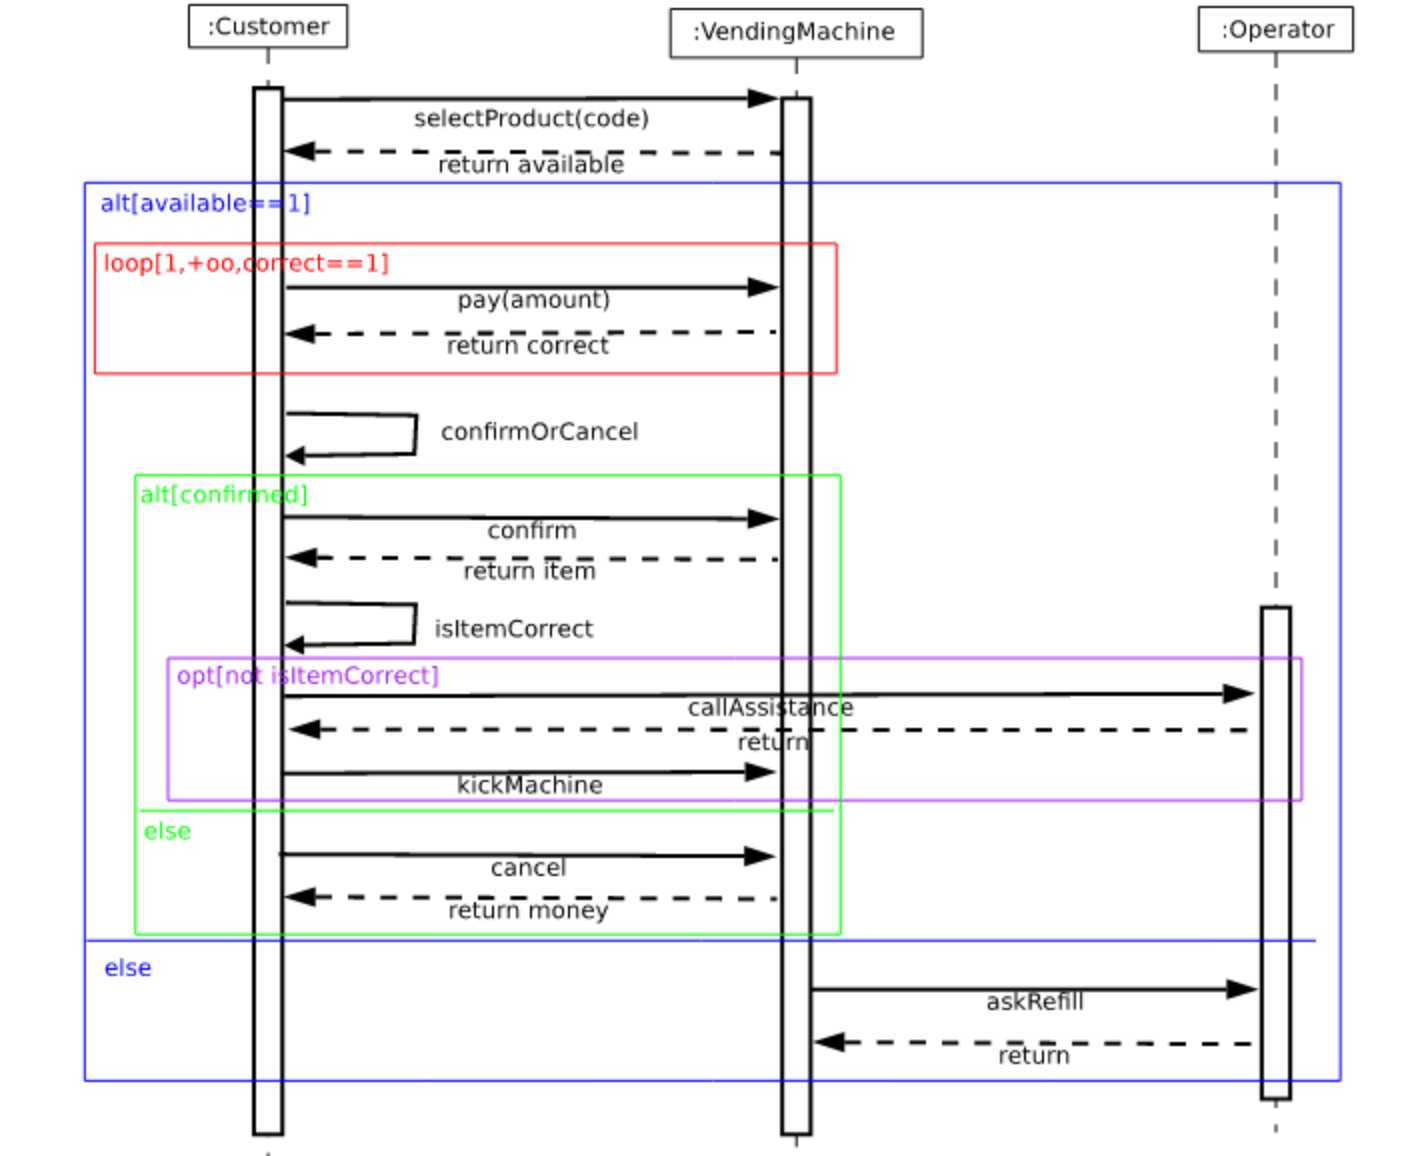 :Customer
:VendingMachine
:Operator
selectProduct(code)
return available
alt[available==1]
loop[1,+oo,correct==1]
pay(amount)
return correct
confirmOrCancel
alt[confirmed]
confirm
return item
isItemCorrect
opt[not isItemCorrect]
callAssistance
return
kickMachine
else
cancel
return money
else
askRefill
return